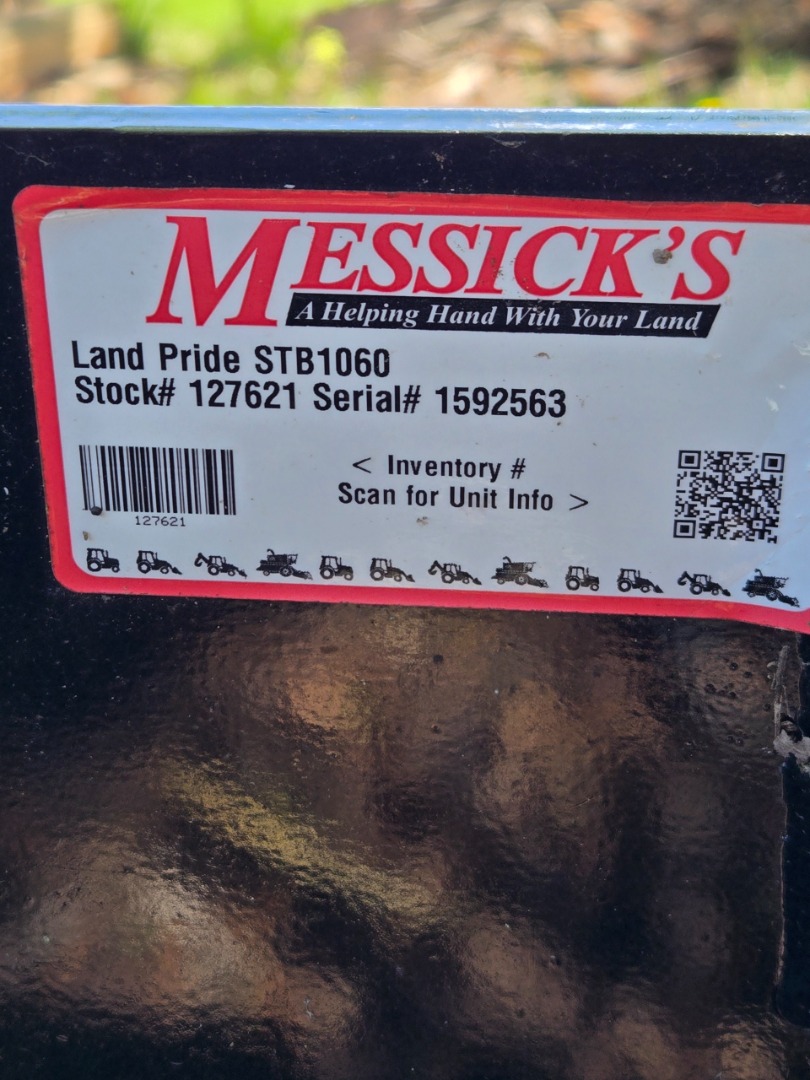 MESSICK'S
A Helping Hand With Your Land
Land Pride STB1060
Stock# 127621 Serial# 1592563
< Inventory #
Scan for Unit Info >
127621